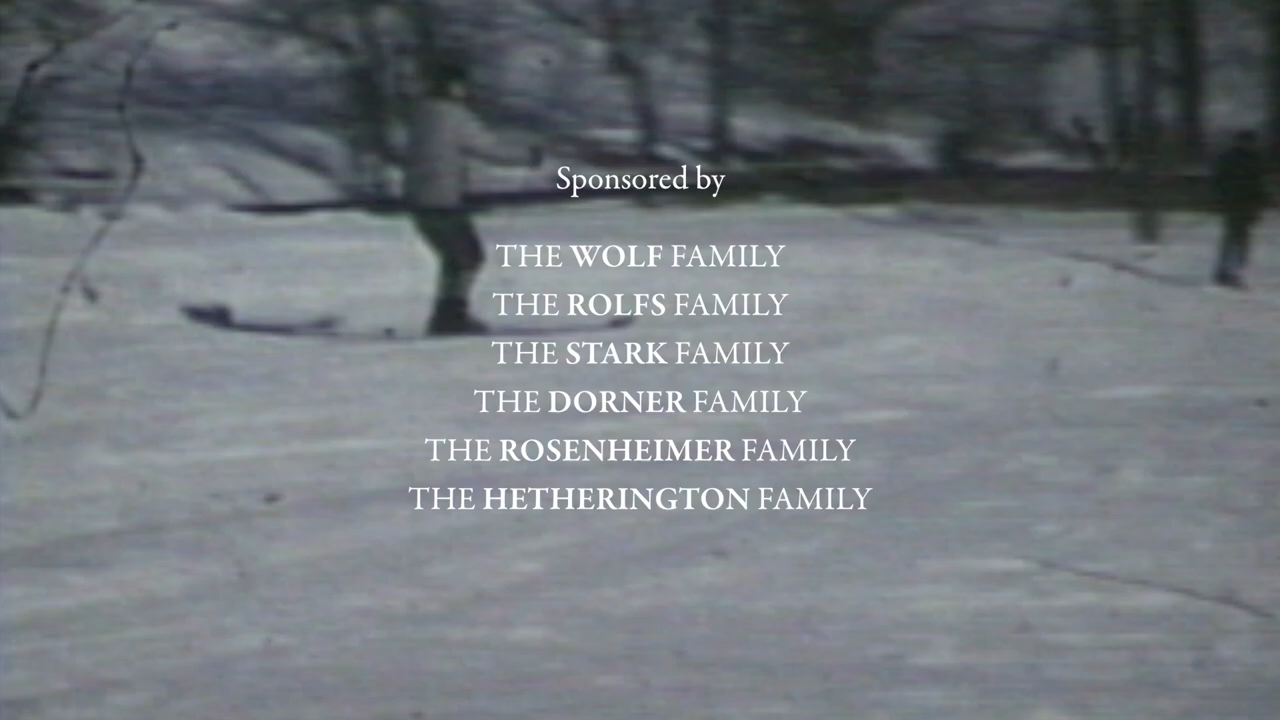 Sponsored by
THE WOLF FAMILY
THE ROLFS FAMILY
THE STARK FAMILY
THE DORNER FAMILY
THE ROSENHEIMER FAMILY
THE HETHERINGTON FAMILY